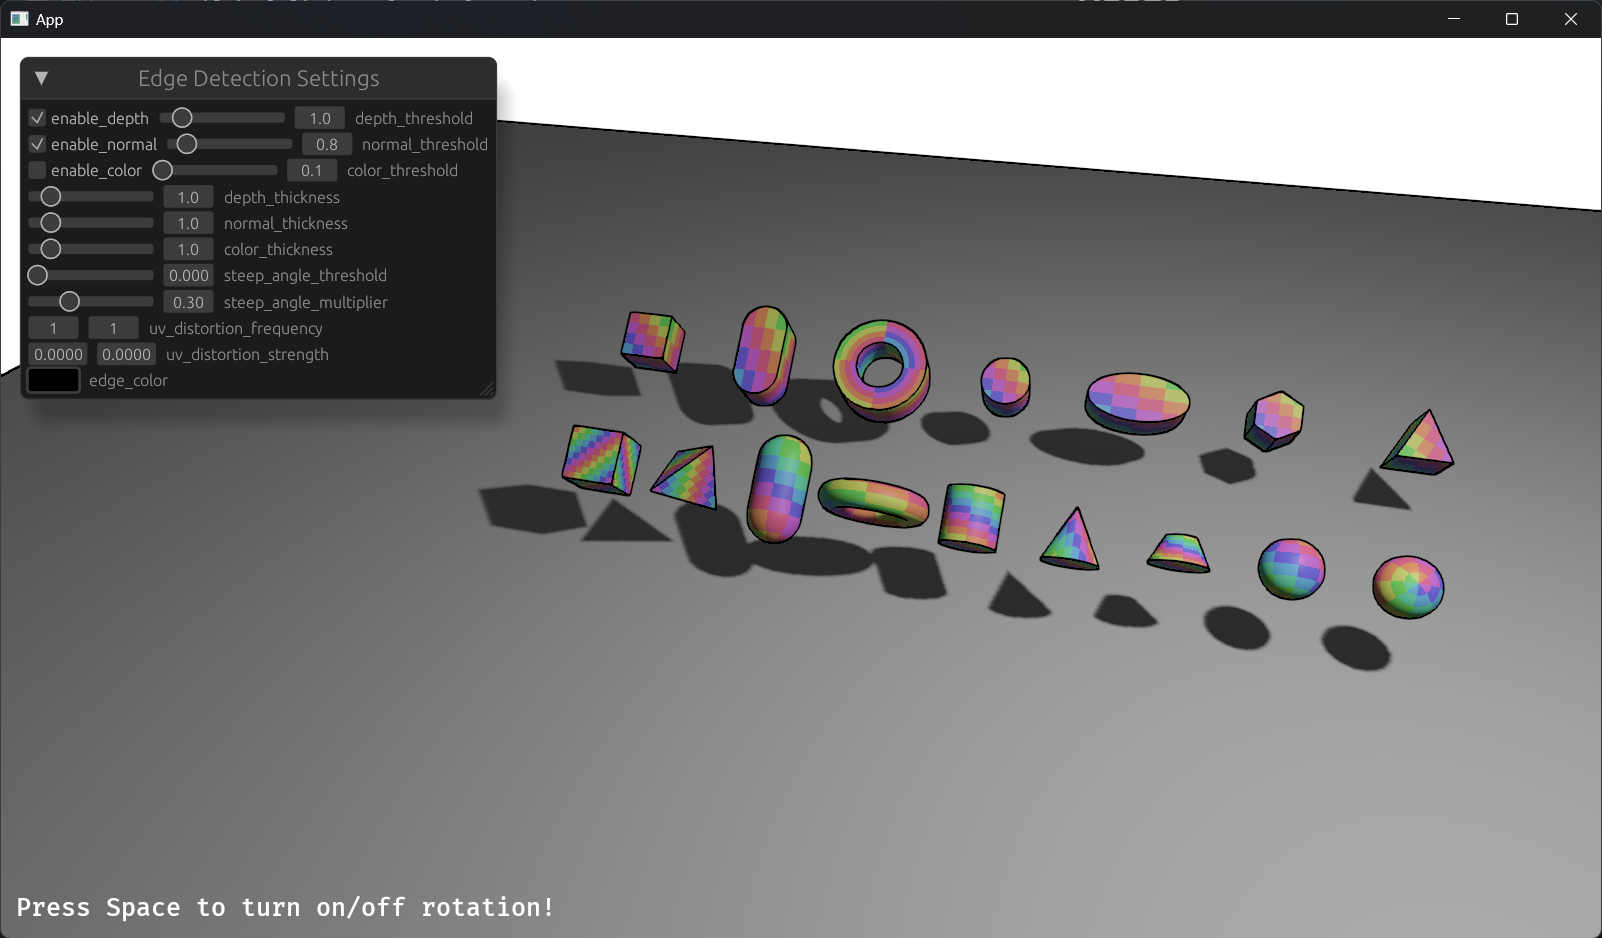 App
Edge Detection Settings
enable_depth 1.0 depth_threshold
enable_normal 0.8 normal_threshold
enable_color 0.1 color_threshold
1.0 depth_thickness
1.0 normal_thickness
1.0 color_thickness
0.000 steep_angle_threshold
0.30 steep_angle_multiplier
1 1 uv_distortion_frequency
0.0000 0.0000 uv_distortion_strength
edge_color
Press Space to turn on/off rotation!